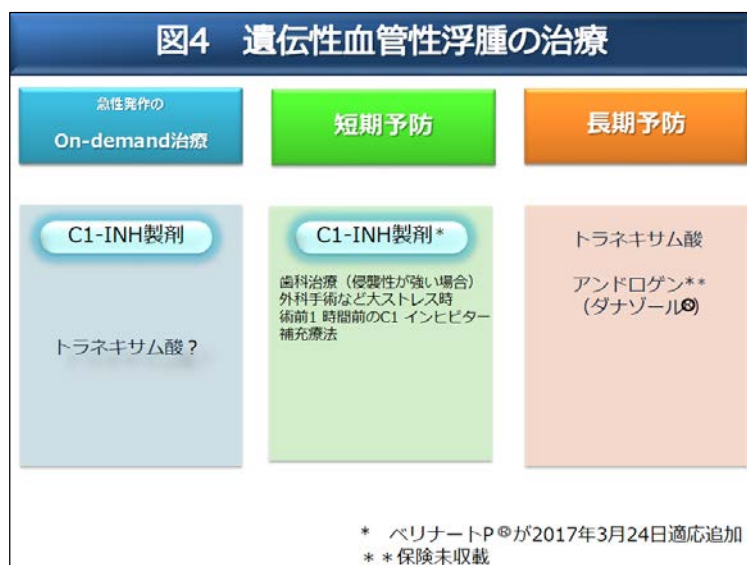 図4 遺伝性血管性浮腫の治療
急性発作の
On-demand治療
短期予防
長期予防
C1-INH製剤
トラネキサム酸？
C1-INH製剤*
歯科治療（侵襲性が強い場合）
外科手術など大ストレス時
術前1 時間前のC1 インヒビター
補充療法
トラネキサム酸
アンドロゲン**
(ダナゾール®)
* ベリナートP®が2017年3月24日適応追加
**保険未収載